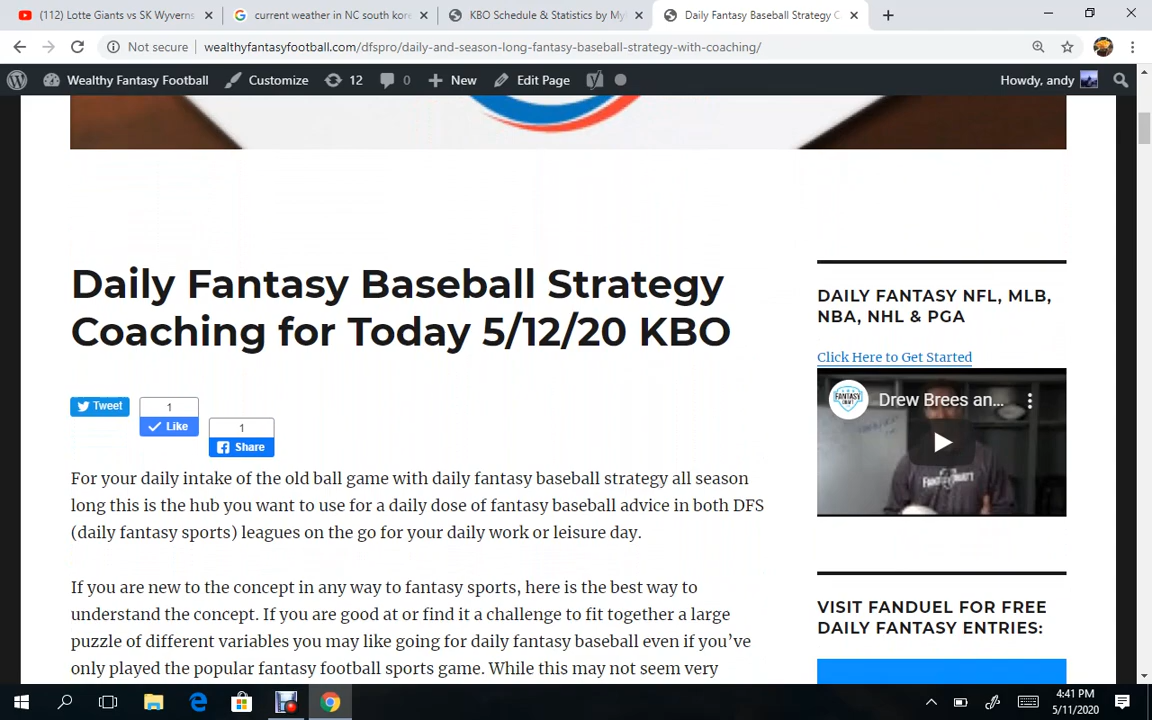 (112) Lotte Giants vs SK Wyverns
current weather in NC south kor
KBO Schedule & Statistics by My
Daily Fantasy Baseball Strategy C
Not secure
wealthyfantasyfootball.com/dfspro/daily-and-season-long-fantasy-baseball-strategy-with-coaching/
Wealthy Fantasy Football
Customize
12
0
New
Edit Page
Howdy, andy
Daily Fantasy Baseball Strategy
Coaching for Today 5/12/20 KBO
Tweet
1
Like
1
Share
For your daily intake of the old ball game with daily fantasy baseball strategy all season
long this is the hub you want to use for a daily dose of fantasy baseball advice in both DFS
(daily fantasy sports) leagues on the go for your daily work or leisure day.
If you are new to the concept in any way to fantasy sports, here is the best way to
understand the concept. If you are good at or find it a challenge to fit together a large
puzzle of different variables you may like going for daily fantasy baseball even if you’ve
only played the popular fantasy football sports game. While this may not seem very
DAILY FANTASY NFL, MLB,
NBA, NHL & PGA
Click Here to Get Started
Drew Brees an...
VISIT FANDUEL FOR FREE
DAILY FANTASY ENTRIES:
4:41 PM
5/11/2020